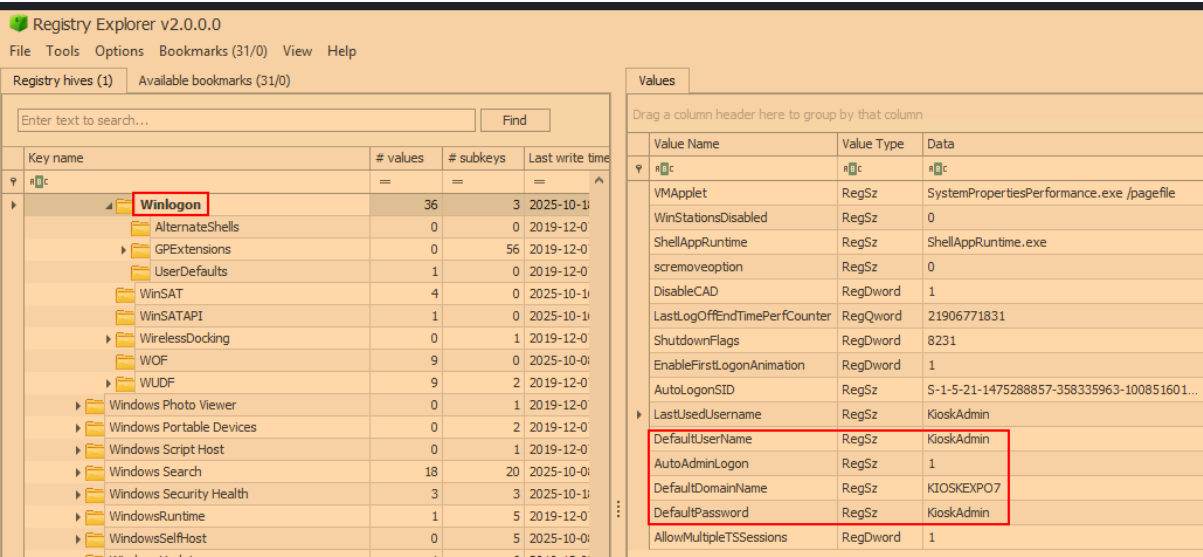 Registry Explorer v2.0.0.0
File Tools Options Bookmarks (31/0) View Help
Registry hives (1) Available bookmarks (31/0)
Enter text to search... Find
Key name # values # subkeys Last write time
= = =
Winlogon 36 3 2025-10-18
AlternateShells 0 0 2019-12-0
GPExtensions 0 56 2019-12-0
UserDefaults 1 0 2019-12-0
WinSAT 4 0 2025-10-1
WinSATAPI 1 0 2025-10-1
WirelessDocking 0 1 2019-12-0
WOF 9 0 2025-10-0
WUDF 9 2 2025-10-0
Windows Photo Viewer 0 1 2019-12-0
Windows Portable Devices 0 2 2019-12-0
Windows Script Host 0 1 2019-12-0
Windows Search 18 20 2025-10-0
Windows Security Health 3 3 2025-10-1
WindowsRuntime 1 5 2019-12-0
WindowsSelfHost 0 5 2025-10-0
Values
Drag a column header here to group by that column
Value Name Value Type Data
VMApplet RegSz SystemPropertiesPerformance.exe /pagefile
WinStationsDisabled RegSz 0
ShellAppRuntime RegSz ShellAppRuntime.exe
scremoveoption RegSz 0
DisableCAD RegDword 1
LastLogOffEndTimePerfCounter RegQword 21906771831
ShutdownFlags RegDword 8231
EnableFirstLogonAnimation RegDword 1
AutoLogonSID RegSz S-1-5-21-1475288857-358335963-100851601...
LastUsedUsername RegSz KioskAdmin
DefaultUserName RegSz KioskAdmin
AutoAdminLogon RegSz 1
DefaultDomainName RegSz KIOSKEXPO7
DefaultPassword RegSz KioskAdmin
AllowMultipleTSSessions RegDword 1